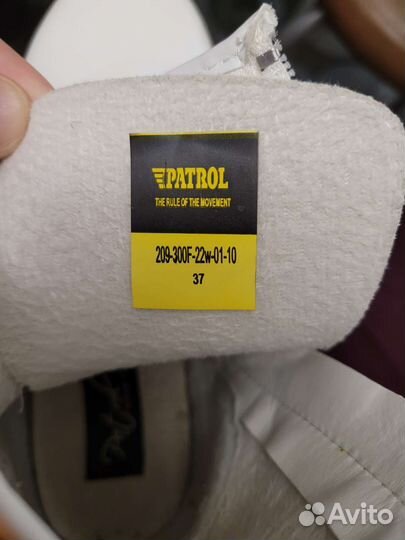 PATROL
THE RULE OF THE MOVEMENT
209-300F-22w-01-10
37
Avito